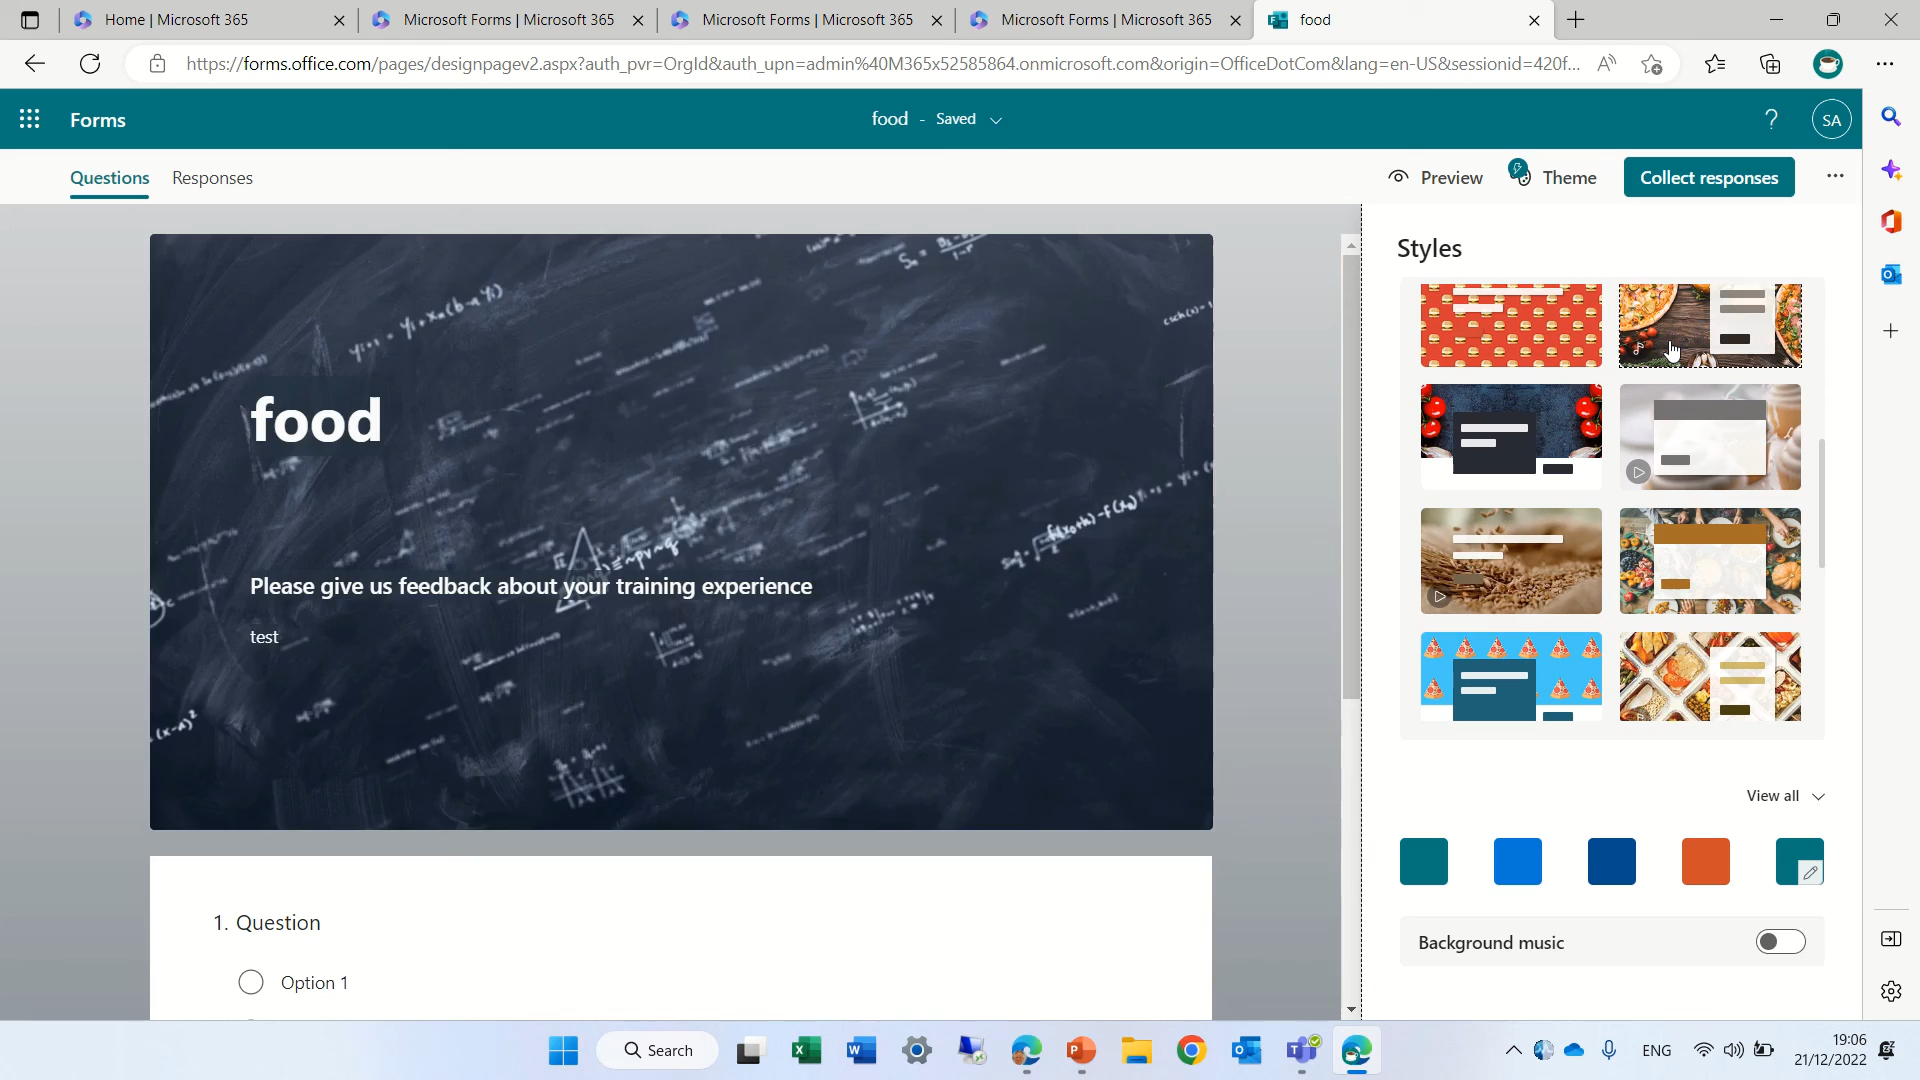 Home | Microsoft 365
Microsoft Forms | Microsoft 365
Microsoft Forms | Microsoft 365
Microsoft Forms | Microsoft 365
food
https://forms.office.com/pages/designpagev2.aspx?auth_pvr=OrgId&auth_upn=admin%40M365x52585864.onmicrosoft.com&origin=OfficeDotCom&lang=en-US&sessionid=420f...
Forms
food - Saved
?
SA
Questions
Responses
Preview
Theme
Collect responses
Styles
food
Please give us feedback about your training experience
test
View all
1. Question
Option 1
Background music
Search
ENG
19:06
21/12/2022